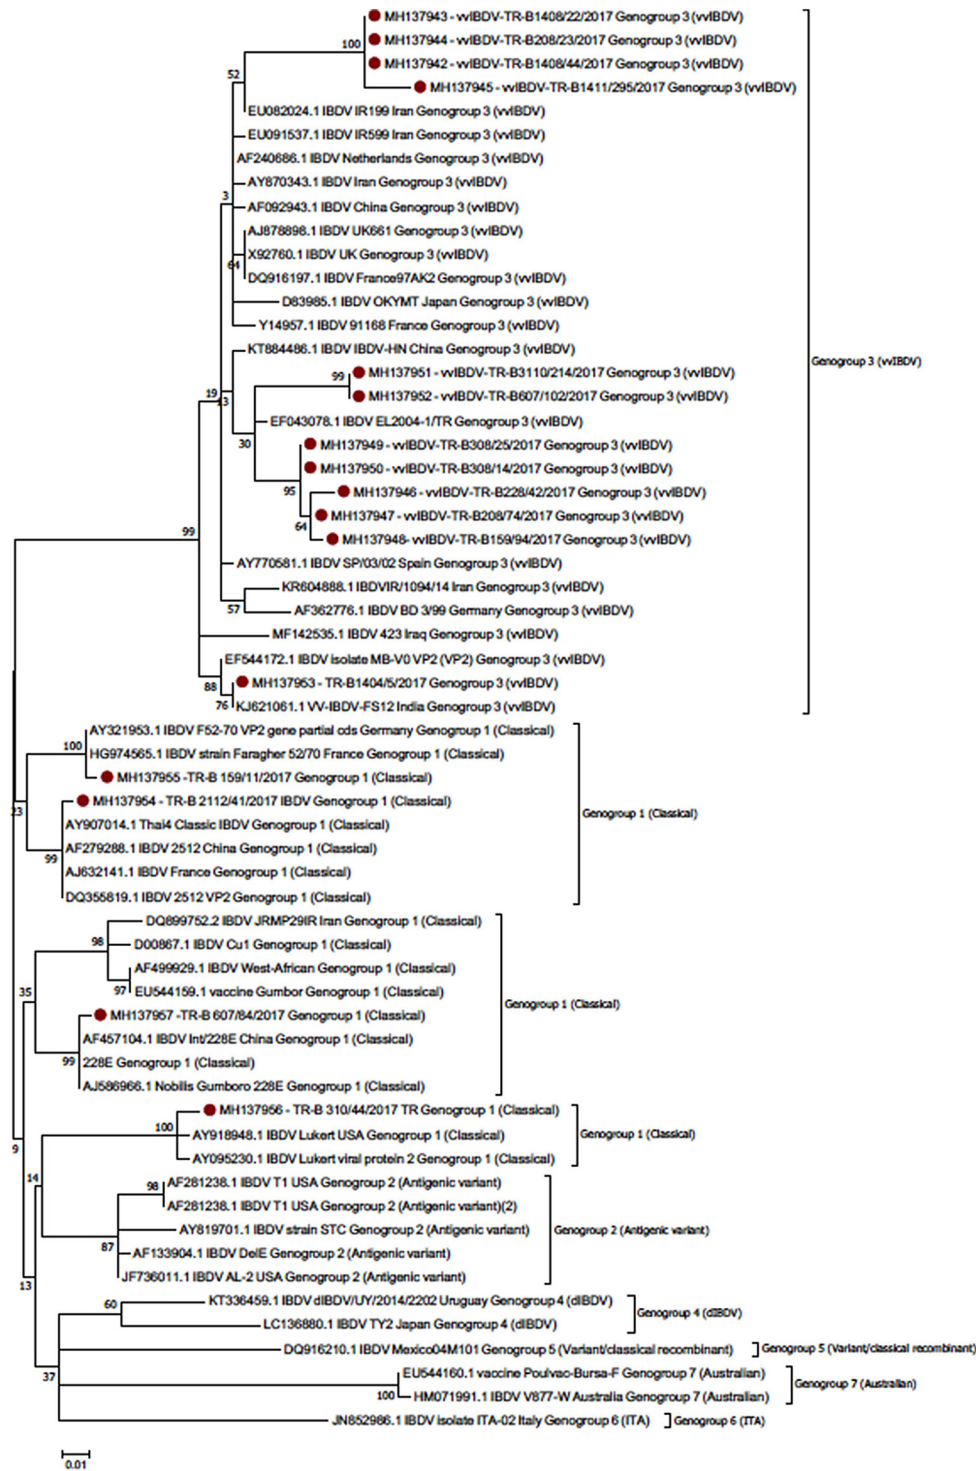 MH137943 - vvIBDV-TR-B1408/22/2017 Genogroup 3 (vvIBDV)
100
MH137944 - vvIBDV-TR-B208/23/2017 Genogroup 3 (vvIBDV)
MH137942 - vvIBDV-TR-B1408/44/2017 Genogroup 3 (vvIBDV)
52
MH137945 - vvIBDV-TR-B1411/295/2017 Genogroup 3 (vvIBDV)
EU082024.1 IBDV IR199 Iran Genogroup 3 (vvIBDV)
EU091537.1 IBDV IR599 Iran Genogroup 3 (vvIBDV)
AF240686.1 IBDV Netherlands Genogroup 3 (vvIBDV)
AY870343.1 IBDV Iran Genogroup 3 (vvIBDV)
3
AF092943.1 IBDV China Genogroup 3 (vvIBDV)
AJ878898.1 IBDV UK661 Genogroup 3 (vvIBDV)
X92760.1 IBDV UK Genogroup 3 (vvIBDV)
64
DQ916197.1 IBDV France97AK2 Genogroup 3 (vvIBDV)
D83985.1 IBDV OKYMT Japan Genogroup 3 (vvIBDV)
Y14957.1 IBDV 91168 France Genogroup 3 (vvIBDV)
KT884486.1 IBDV IBDV-HN China Genogroup 3 (vvIBDV)
Genogroup 3 (vvIBDV)
99
MH137951 - vvIBDV-TR-B3110/214/2017 Genogroup 3 (vvIBDV)
19
13
MH137952 - vvIBDV-TR-B607/102/2017 Genogroup 3 (vvIBDV)
EF043078.1 IBDV EL2004-1/TR Genogroup 3 (vvIBDV)
30
MH137949 - vvIBDV-TR-B308/25/2017 Genogroup 3 (vvIBDV)
MH137950 - vvIBDV-TR-B308/14/2017 Genogroup 3 (vvIBDV)
95
MH137946 - vvIBDV-TR-B228/42/2017 Genogroup 3 (vvIBDV)
MH137947 - vvIBDV-TR-B208/74/2017 Genogroup 3 (vvIBDV)
64
MH137948- vvIBDV-TR-B159/94/2017 Genogroup 3 (vvIBDV)
99
AY770581.1 IBDV SP/03/02 Spain Genogroup 3 (vvIBDV)
KR604888.1 IBDVIR/1094/14 Iran Genogroup 3 (vvIBDV)
57
AF362776.1 IBDV BD 3/99 Germany Genogroup 3 (vvIBDV)
MF142535.1 IBDV 423 Iraq Genogroup 3 (vvIBDV)
EF544172.1 IBDV isolate MB-V0 VP2 (VP2) Genogroup 3 (vvIBDV)
88
MH137953 - TR-B1404/5/2017 Genogroup 3 (vvIBDV)
76
KJ621061.1 VV-IBDV-FS12 India Genogroup 3 (vvIBDV)
AY321953.1 IBDV F52-70 VP2 gene partial cds Germany Genogroup 1 (Classical)
100
HG974565.1 IBDV strain Faragher 52/70 France Genogroup 1 (Classical)
MH137955 -TR-B 159/11/2017 Genogroup 1 (Classical)
23
MH137954 - TR-B 2112/41/2017 IBDV Genogroup 1 (Classical)
Genogroup 1 (Classical)
AY907014.1 Thai4 Classic IBDV Genogroup 1 (Classical)
99
AF279288.1 IBDV 2512 China Genogroup 1 (Classical)
AJ632141.1 IBDV France Genogroup 1 (Classical)
DQ355819.1 IBDV 2512 VP2 Genogroup 1 (Classical)
DQ899752.2 IBDV JRMP29IR Iran Genogroup 1 (Classical)
98
D00867.1 IBDV Cu1 Genogroup 1 (Classical)
AF499929.1 IBDV West-African Genogroup 1 (Classical)
97
EU544159.1 vaccine Gumbor Genogroup 1 (Classical)
35
Genogroup 1 (Classical)
MH137957 -TR-B 607/84/2017 Genogroup 1 (Classical)
AF457104.1 IBDV Int/228E China Genogroup 1 (Classical)
99
228E Genogroup 1 (Classical)
AJ586966.1 Nobilis Gumboro 228E Genogroup 1 (Classical)
MH137956 - TR-B 310/44/2017 TR Genogroup 1 (Classical)
100
AY918948.1 IBDV Lukert USA Genogroup 1 (Classical)
Genogroup 1 (Classical)
9
AY095230.1 IBDV Lukert viral protein 2 Genogroup 1 (Classical)
14
98
AF281238.1 IBDV T1 USA Genogroup 2 (Antigenic variant)
AF281238.1 IBDV T1 USA Genogroup 2 (Antigenic variant)(2)
AY819701.1 IBDV strain STC Genogroup 2 (Antigenic variant)
Genogroup 2 (Antigenic variant)
87
AF133904.1 IBDV DelE Genogroup 2 (Antigenic variant)
JF736011.1 IBDV AL-2 USA Genogroup 2 (Antigenic variant)
13
60
KT336459.1 IBDV dIBDV/UY/2014/2202 Uruguay Genogroup 4 (dIBDV)
Genogroup 4 (dIBDV)
LC136880.1 IBDV TY2 Japan Genogroup 4 (dIBDV)
DQ916210.1 IBDV Mexico04M101 Genogroup 5 (Variant/classical recombinant)
Genogroup 5 (Variant/classical recombinant)
37
EU544160.1 vaccine Poulvac-Bursa-F Genogroup 7 (Australian)
Genogroup 7 (Australian)
100
HM071991.1 IBDV V877-W Australia Genogroup 7 (Australian)
JN852986.1 IBDV isolate ITA-02 Italy Genogroup 6 (ITA)
Genogroup 6 (ITA)
0.01